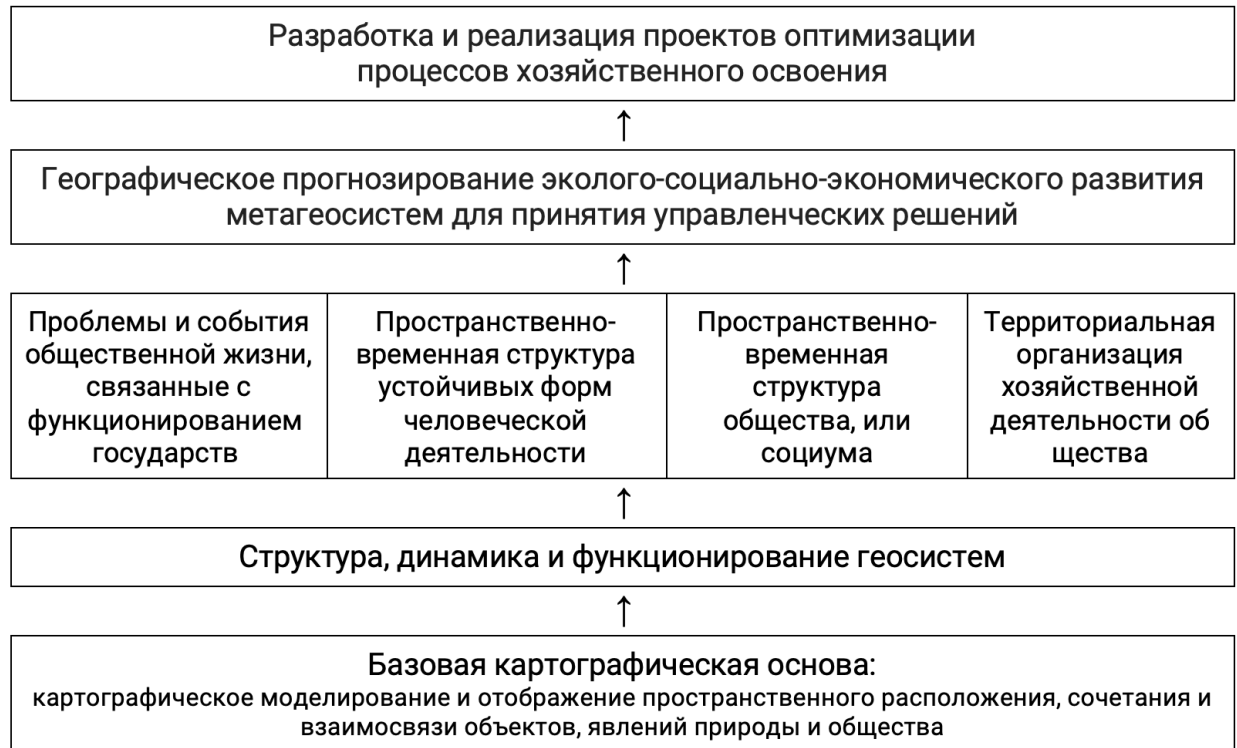 Разработка и реализация проектов оптимизации
процессов хозяйственного освоения
↑
Географическое прогнозирование эколого-социально-экономического развития
метагеосистем для принятия управленческих решений
↑
Проблемы и события
общественной жизни,
связанные с
функционированием
государств
Пространственно-
временная структура
устойчивых форм
человеческой
деятельности
Пространственно-
временная
структура
общества, или
социума
Территориальная
организация
хозяйственной
деятельности об
щества
↑
Структура, динамика и функционирование геосистем
↑
Базовая картографическая основа:
картографическое моделирование и отображение пространственного расположения, сочетания и
взаимосвязи объектов, явлений природы и общества